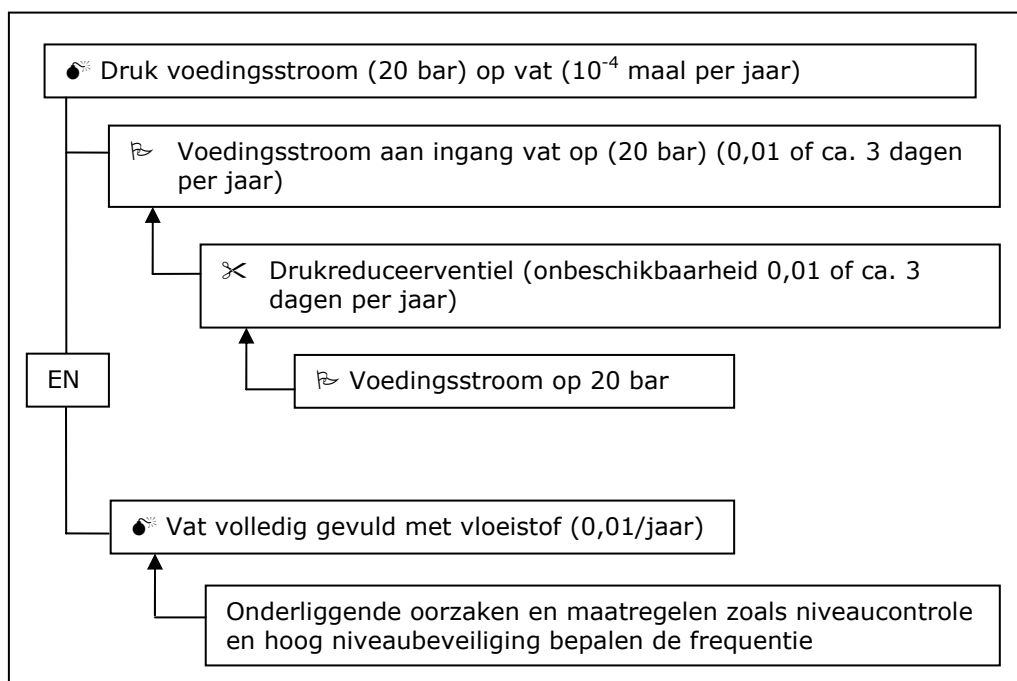 Druk voedingsstroom (20 bar) op vat (10⁻⁴ maal per jaar)
Voedingsstroom aan ingang vat op (20 bar) (0,01 of ca. 3 dagen
per jaar)
Drukreduceerventiel (onbeschikbaarheid 0,01 of ca. 3
dagen per jaar)
EN
Voedingsstroom op 20 bar
Vat volledig gevuld met vloeistof (0,01/jaar)
Onderliggende oorzaken en maatregelen zoals niveaucontrole
en hoog niveaubeveiliging bepalen de frequentie